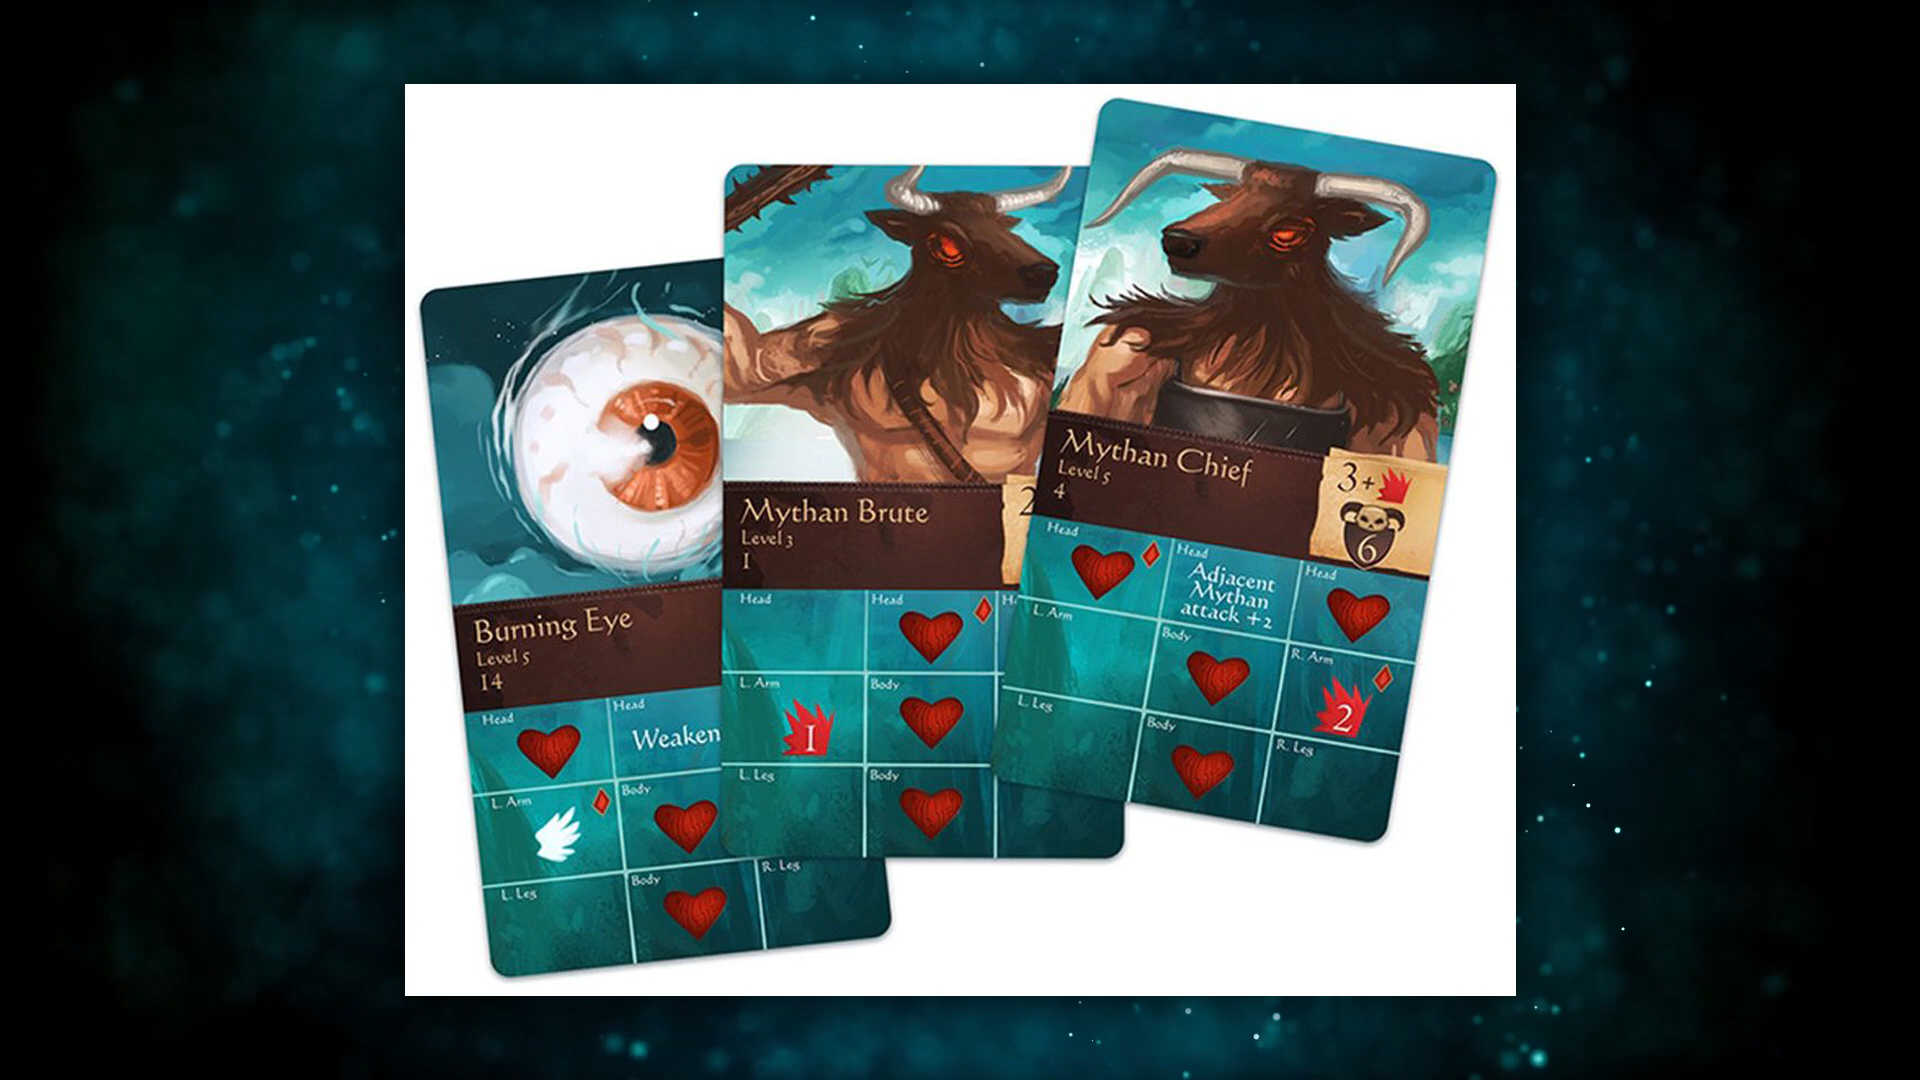 Burning Eye
Level 5
14
Head
Head
Weaken
L. Arm
Body
L. Leg
Body
R. Leg
Mythan Brute
Level 3
1
2
Head
Head
L. Arm
Body
1
L. Leg
Body
Mythan Chief
Level 5
4
3+
6
Head
Head
Adjacent
Mythan
attack +2
Head
L. Arm
Body
R. Arm
2
L. Leg
Body
R. Leg